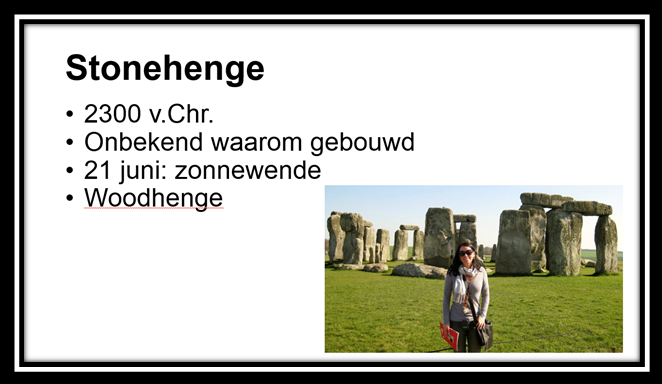 Stonehenge
• 2300 v.Chr.
• Onbekend waarom gebouwd
• 21 juni: zonnewende
• Woodhenge